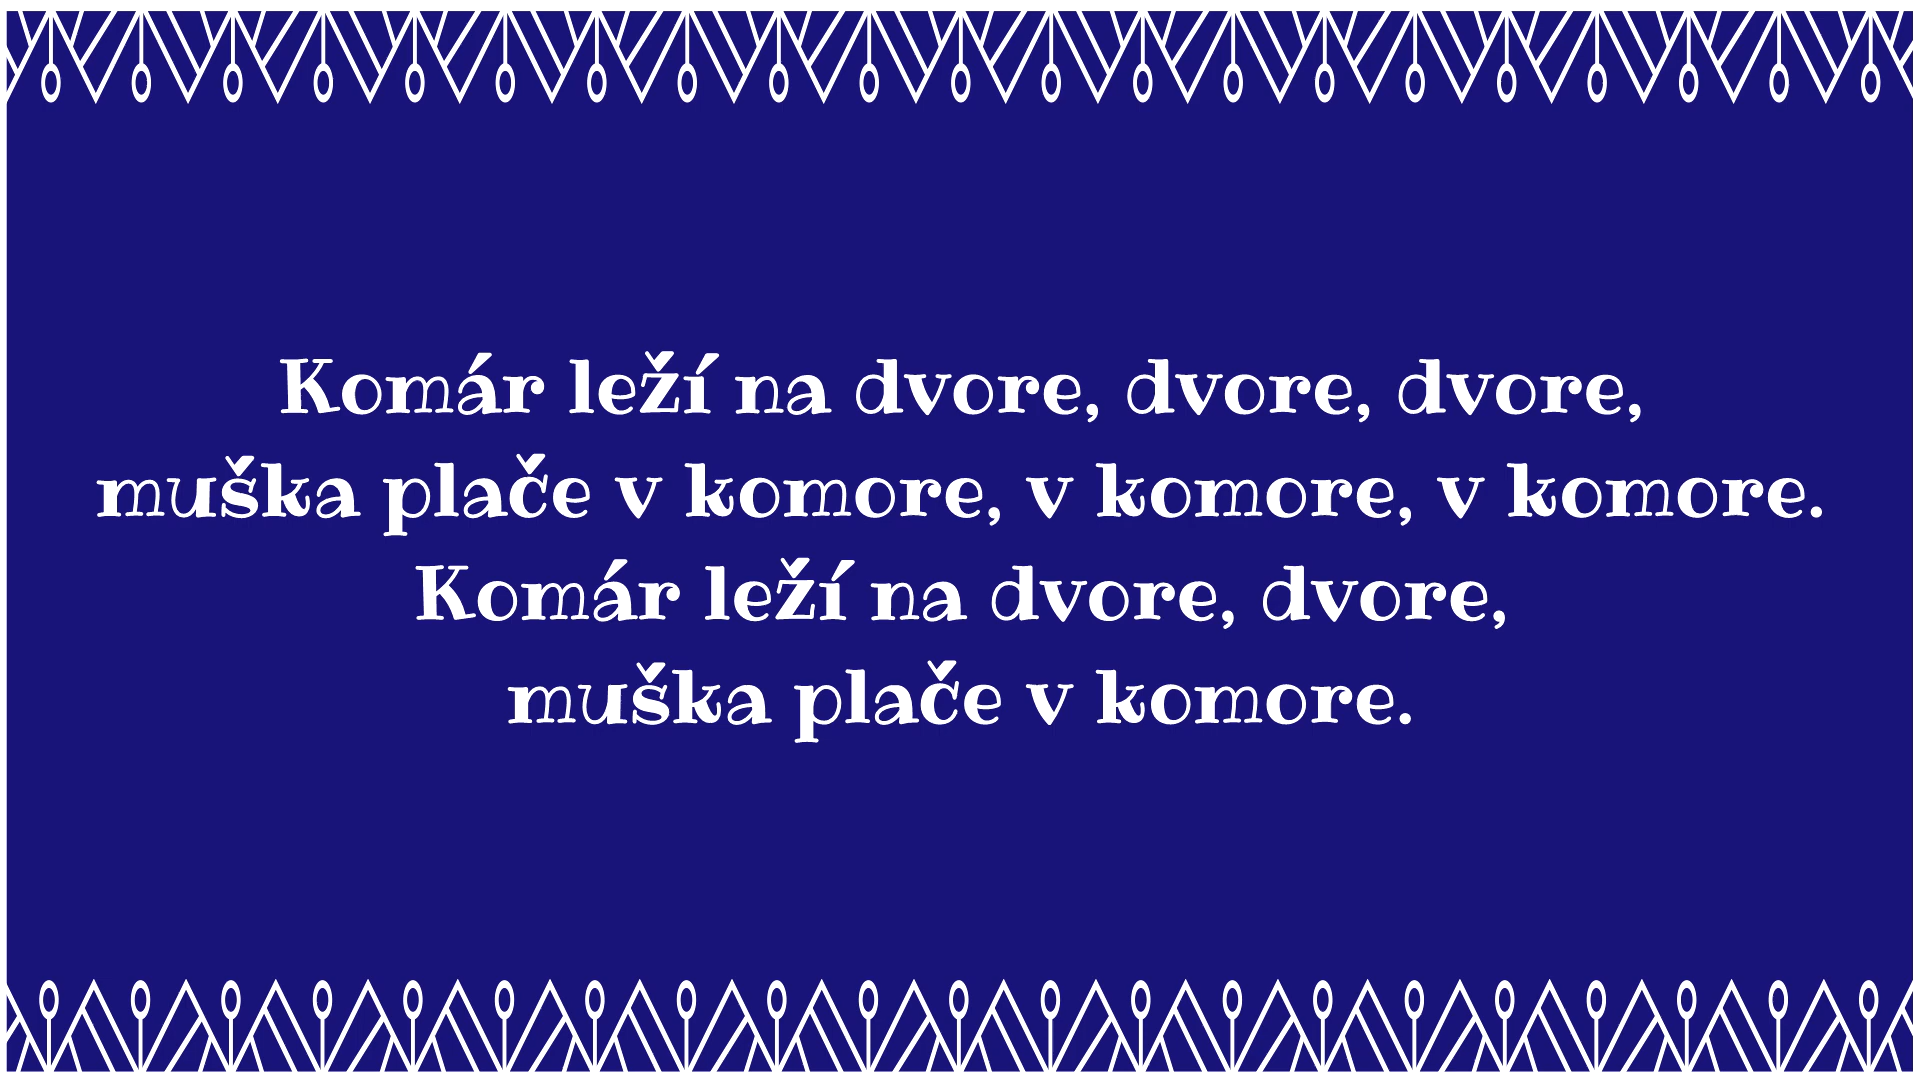 Komár leží na dvore, dvore, dvore,
muška plače v komore, v komore, v komore.
Komár leží na dvore, dvore,
muška plače v komore.